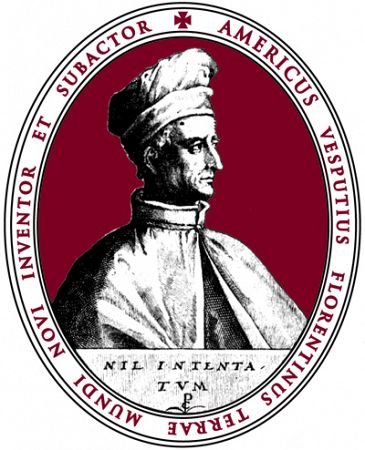 ✠ AMERICUS VESPUTIUS FLORENTINUS TERRAE MUNDI NOVI INVENTOR ET SUBACTOR
NIL INTENTA-
TVM